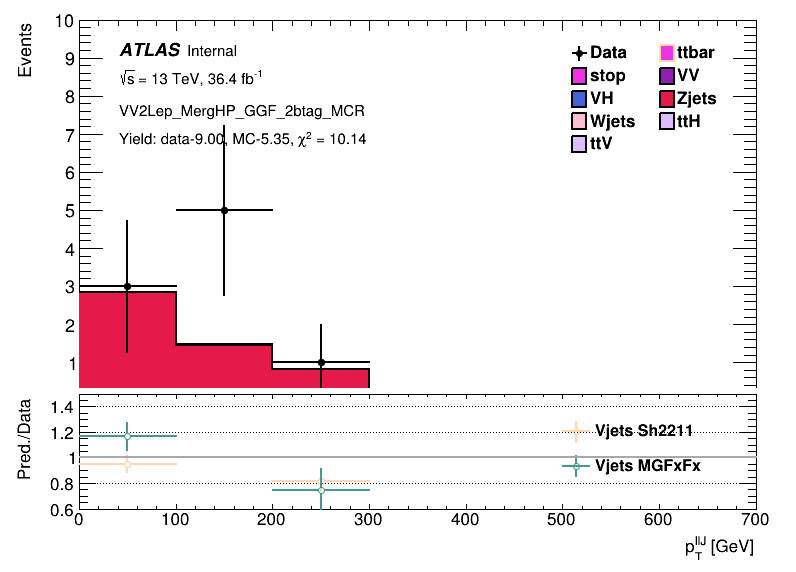 Events
10
9
8
7
6
5
4
3
2
1
ATLAS Internal
√s = 13 TeV, 36.4 fb⁻¹
VV2Lep_MergHP_GGF_2btag_MCR
Yield: data-9.00, MC-5.35, χ² = 10.14
Data
ttbar
stop
VV
VH
Zjets
Wjets
ttH
ttV
Pred./Data
1.4
1.2
1
0.8
0.6
Vjets Sh2211
Vjets MGFxFx
0 100 200 300 400 500 600 700
p_T^llJ [GeV]